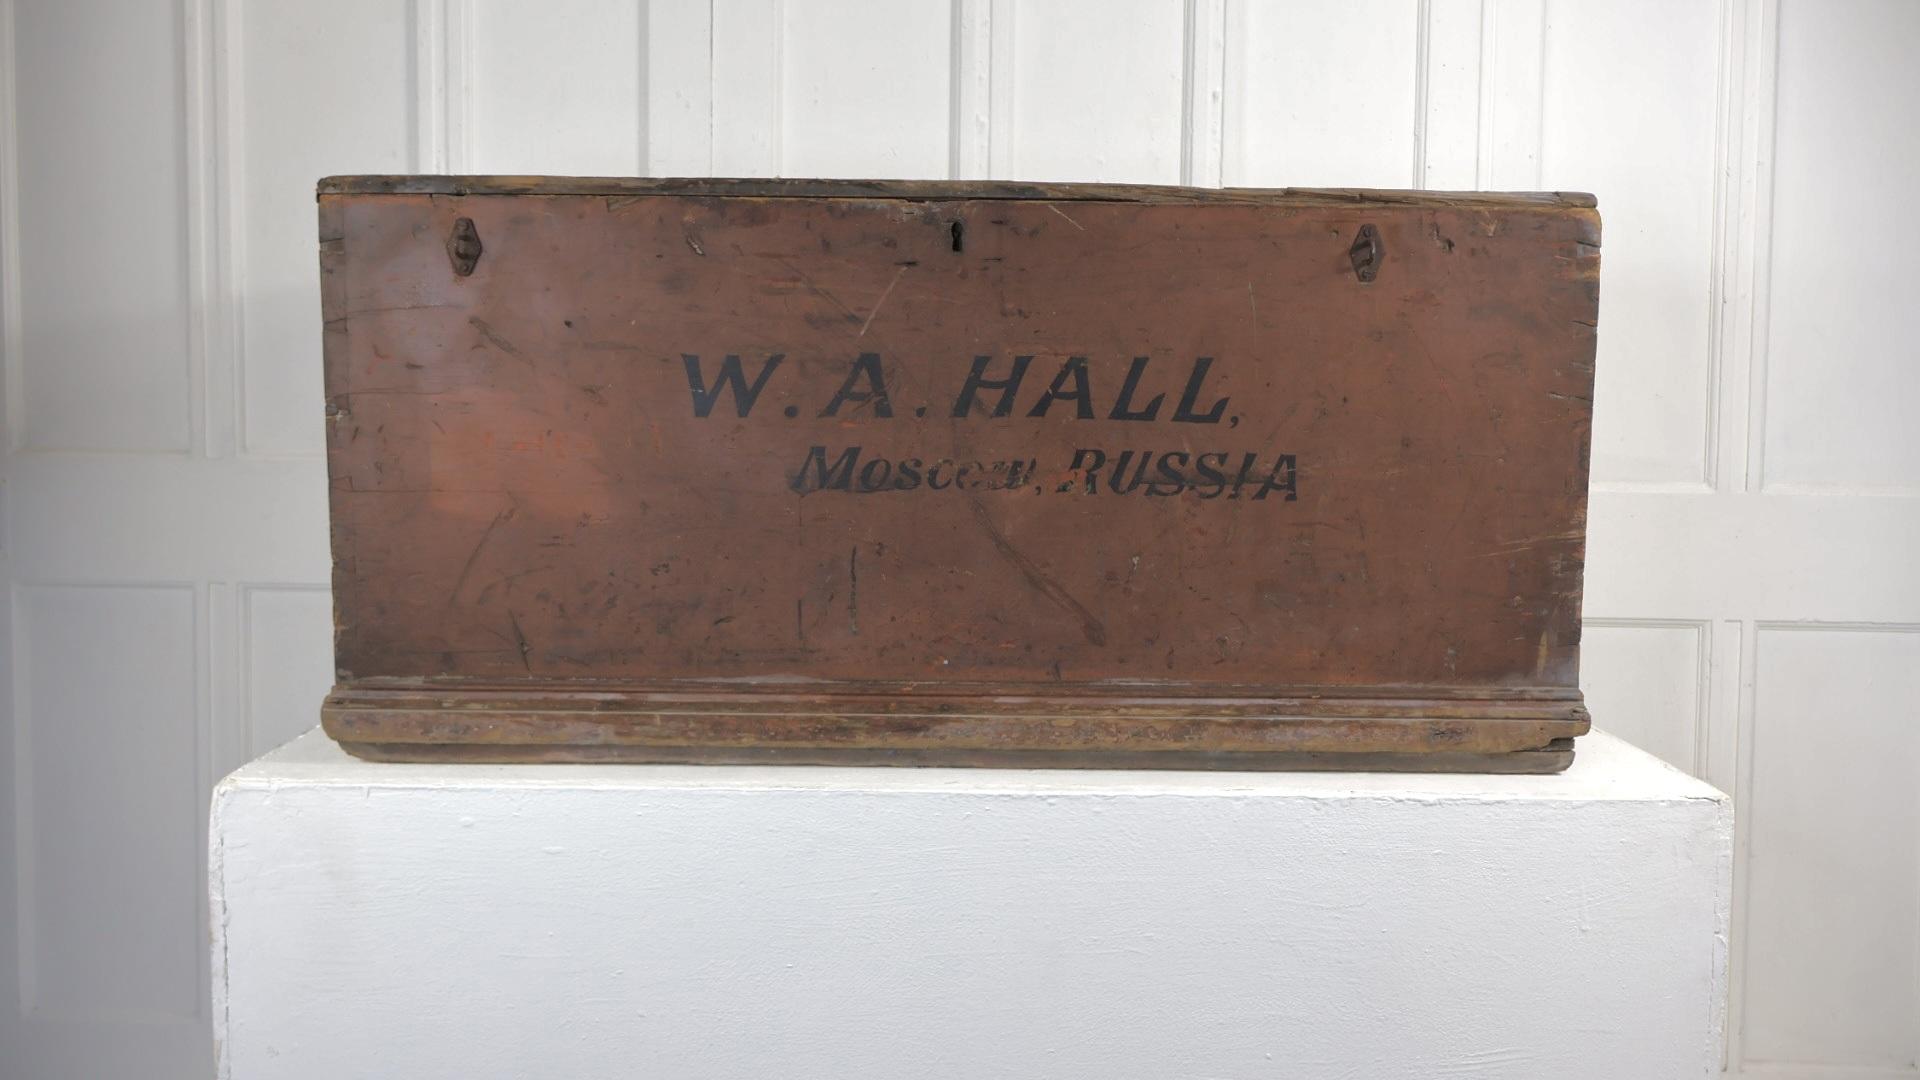 W. A. HALL,
Moscow, RUSSIA